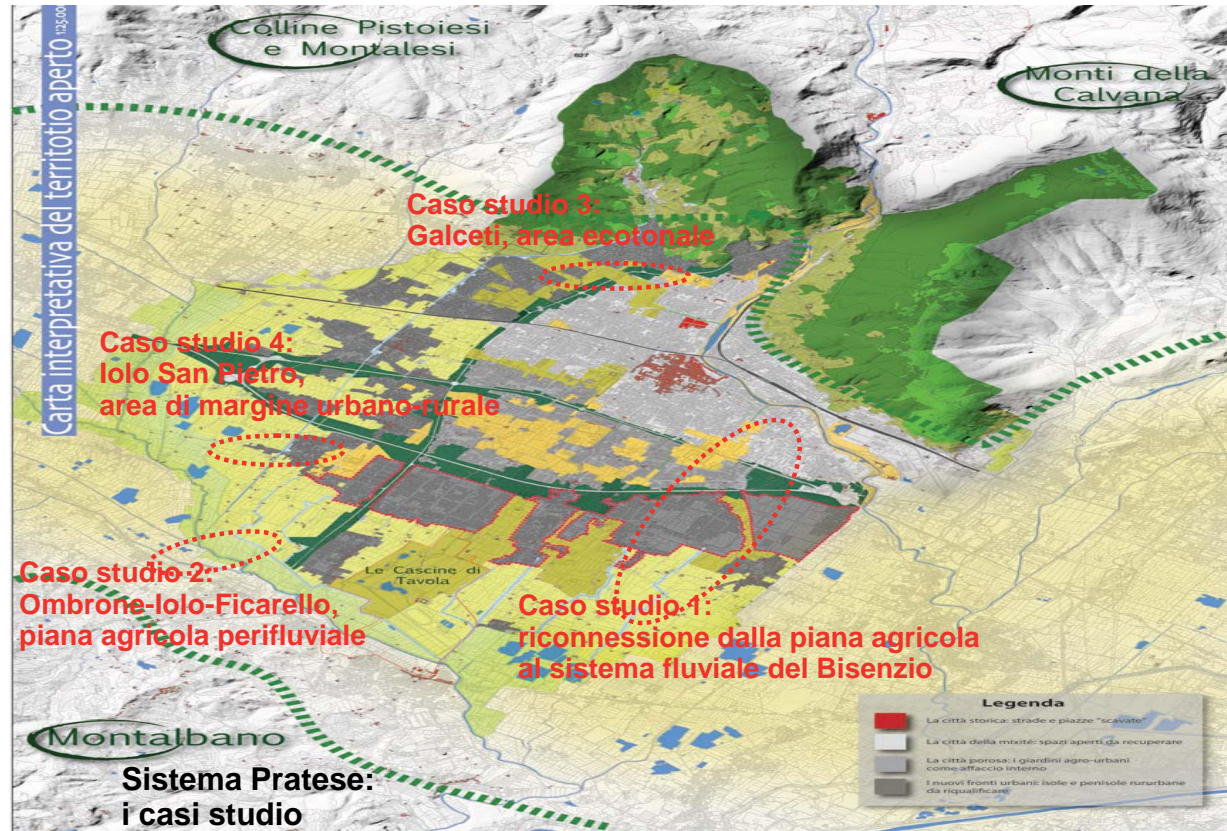 Carta interpretativa del territotio aperto
Colline Pistoiesi
e Montalesi
Monti della
Calvana
Caso studio 3:
Galceti, area ecotonale
Caso studio 4:
Iolo San Pietro,
area di margine urbano-rurale
Le Cascine di
Tavola
Caso studio 2:
Ombrone-Iolo-Ficarello,
piana agricola perifluviale
Caso studio 1:
riconnessione dalla piana agricola
al sistema fluviale del Bisenzio
Montalbano
Sistema Pratese:
i casi studio
Legenda
La città storica: strade e piazze "scavate"
La città della mixité: spazi aperti da recuperare
La città porosa: i giardini agro-urbani
come affaccio interno
I nuovi fronti urbani: isole e penisole rururbane
da riqualificare